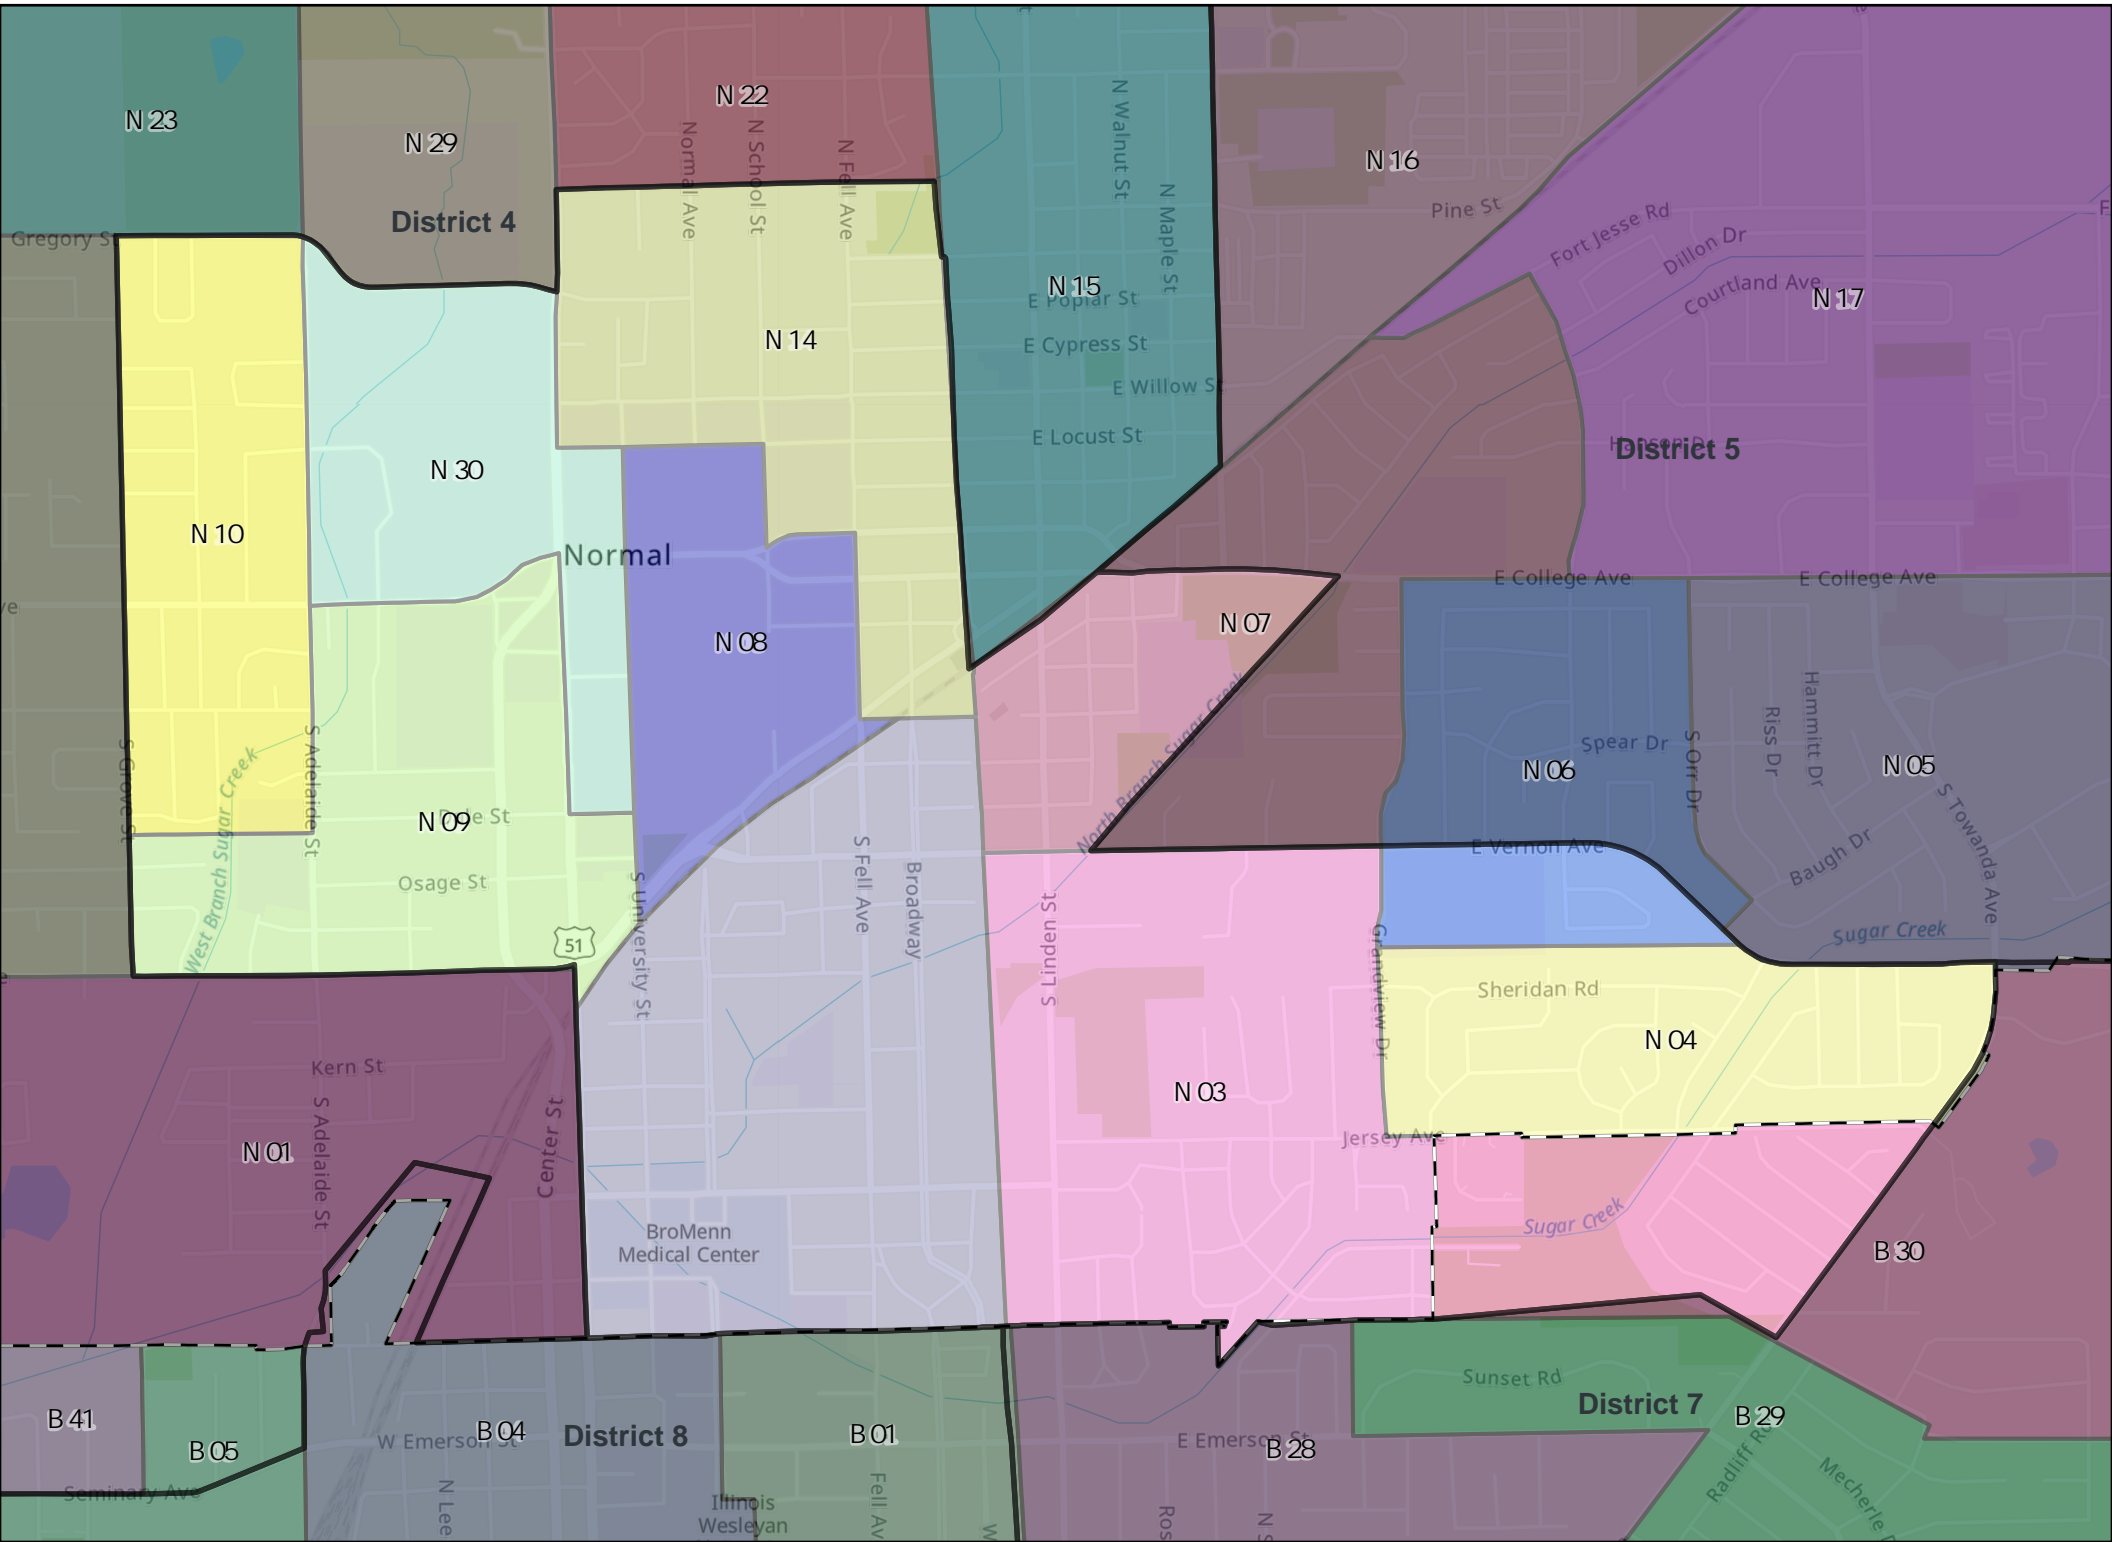 N 23
N 29
N 22
N Walnut St
N 16
Normal Ave
N School St
N Fell Ave
N Maple St
Pine St
District 4
Gregory St
Fort Jesse Rd
Dillon Dr
Courtland Ave
N 17
N 15
E Poplar St
N 14
E Cypress St
E Willow St
E Locust St
District 5
N 30
N 10
Normal
E College Ave
E College Ave
N 07
N 08
S Grove St
S Adelaide St
West Branch Sugar Creek
North Branch Sugar Creek
Spear Dr
N 06
S Orr Dr
Riss Dr
Hammitt Dr
N 05
S Towanda Ave
N 09
Dale St
E Vernon Ave
Baugh Dr
Osage St
S University St
S Fell Ave
Broadway
S Linden St
Grandview Dr
Sugar Creek
51
Sheridan Rd
N 04
Kern St
N 03
S Adelaide St
Center St
N 01
Jersey Ave
BroMenn
Medical Center
Sugar Creek
B 30
Sunset Rd
District 7
B 29
B 41
B 05
W Emerson St
B 04
District 8
B 01
E Emerson St
B 28
Radliff Rd
Mecherle D
Seminary Ave
N Lee
Illinois
Wesleyan
Fell Av
W
Ros
N S